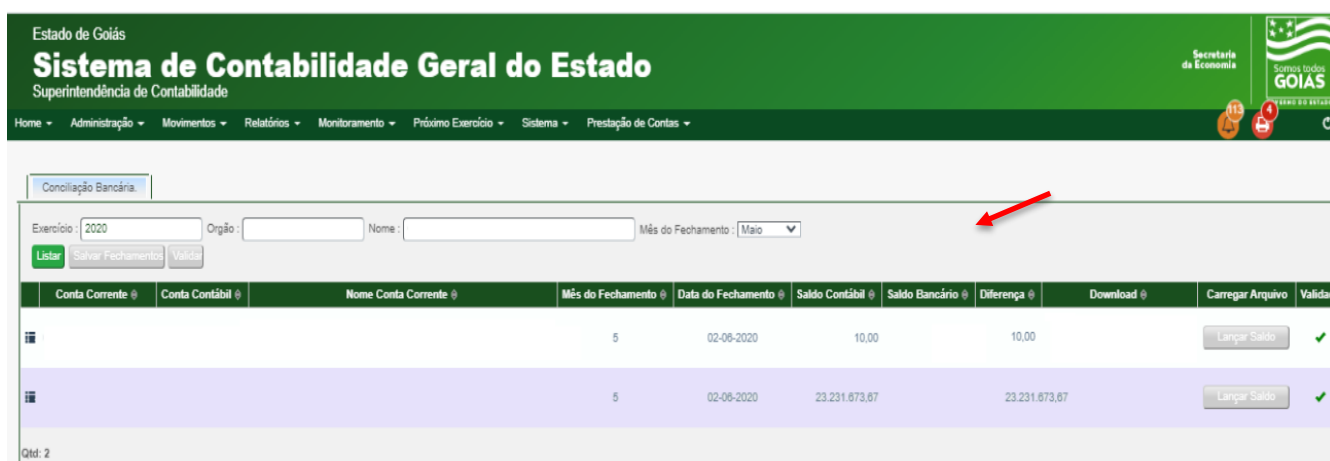 Estado de Goiás
Sistema de Contabilidade Geral do Estado
Superintendência de Contabilidade
Secretaria da Economia
Somos todos
GOIÁS
GOVERNO DO ESTADO
Home Administração Movimentos Relatórios Monitoramento Próximo Exercício Sistema Prestação de Contas 113 4
Conciliação Bancária.
Exercício : 2020 Orgão : Nome : Mês do Fechamento : Maio
Listar Salvar Fechamentos Validar
Conta Corrente Conta Contábil Nome Conta Corrente Mês do Fechamento Data do Fechamento Saldo Contábil Saldo Bancário Diferença Download Carregar Arquivo Validad
5 02-06-2020 10,00 10,00 Lançar Saldo
5 02-06-2020 23.231.673,67 23.231.673,67 Lançar Saldo
Qtd: 2